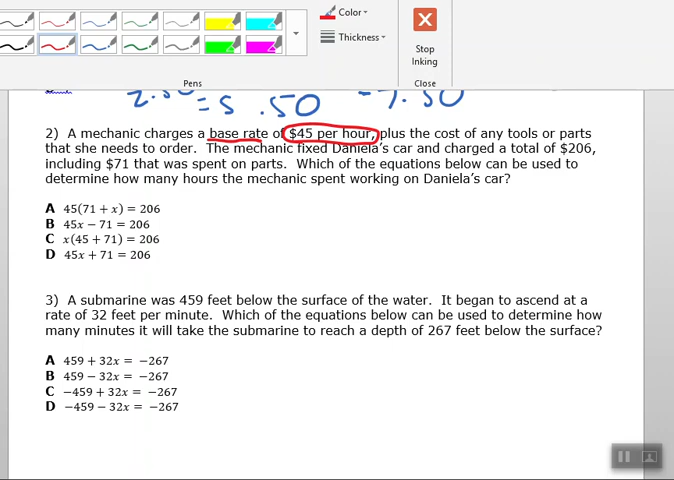 Color
Thickness
Stop
Inking
Pens
Close
= 5.50
-7.50
2) A mechanic charges a base rate of $45 per hour, plus the cost of any tools or parts
that she needs to order. The mechanic fixed Daniela's car and charged a total of $206,
including $71 that was spent on parts. Which of the equations below can be used to
determine how many hours the mechanic spent working on Daniela's car?
A 45(71 + x) = 206
B 45x − 71 = 206
C x(45 + 71) = 206
D 45x + 71 = 206
3) A submarine was 459 feet below the surface of the water. It began to ascend at a
rate of 32 feet per minute. Which of the equations below can be used to determine how
many minutes it will take the submarine to reach a depth of 267 feet below the surface?
A 459 + 32x = −267
B 459 − 32x = −267
C −459 + 32x = −267
D −459 − 32x = −267